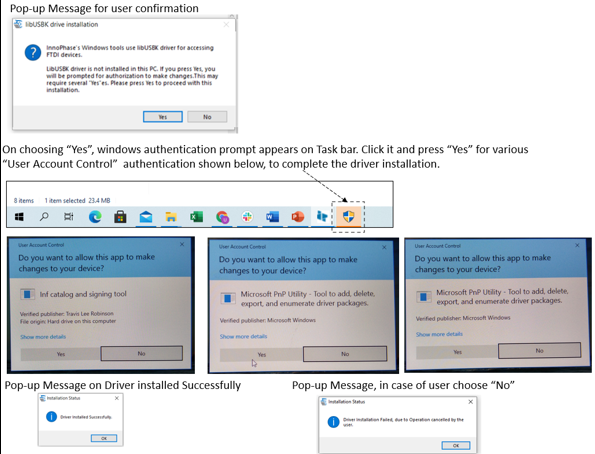 Pop-up Message for user confirmation
libUSBK drive installation
InnoPhase's Windows tools use libUSBK driver for accessing
FTDI devices.
LibUSBK driver is not installed in this PC. If you press Yes, you
will be prompted for authorization to make changes.This may
require several "Yes"es. Please press Yes to proceed with this
installation.
Yes No
On choosing "Yes", windows authentication prompt appears on Task bar. Click it and press "Yes" for various
"User Account Control" authentication shown below, to complete the driver installation.
8 items 1 item selected 23.4 MB
User Account Control
Do you want to allow this app to make
changes to your device?
Inf catalog and signing tool
Verified publisher: Travis Lee Robinson
File origin: Hard drive on this computer
Show more details
Yes No
User Account Control
Do you want to allow this app to make
changes to your device?
Microsoft PnP Utility - Tool to add, delete,
export, and enumerate driver packages.
Verified publisher: Microsoft Windows
Show more details
Yes No
User Account Control
Do you want to allow this app to make
changes to your device?
Microsoft PnP Utility - Tool to add, delete,
export, and enumerate driver packages.
Verified publisher: Microsoft Windows
Show more details
Yes No
Pop-up Message on Driver installed Successfully
Installation Status
Driver Installed Successfully.
OK
Pop-up Message, in case of user choose "No"
Installation Status
Driver Installation Failed, due to Operation cancelled by the
user.
OK